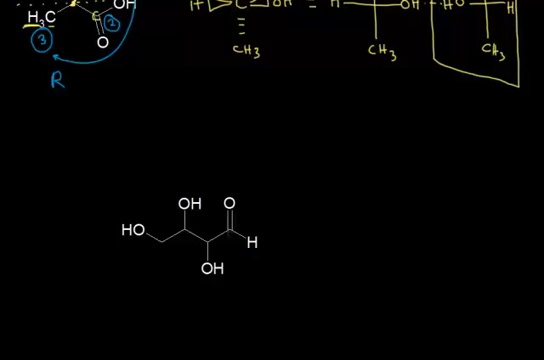 OH H C OH = H OH HO H
H₃C ②
③ O CH₃ CH₃ CH₃
R
OH O
HO
H
OH